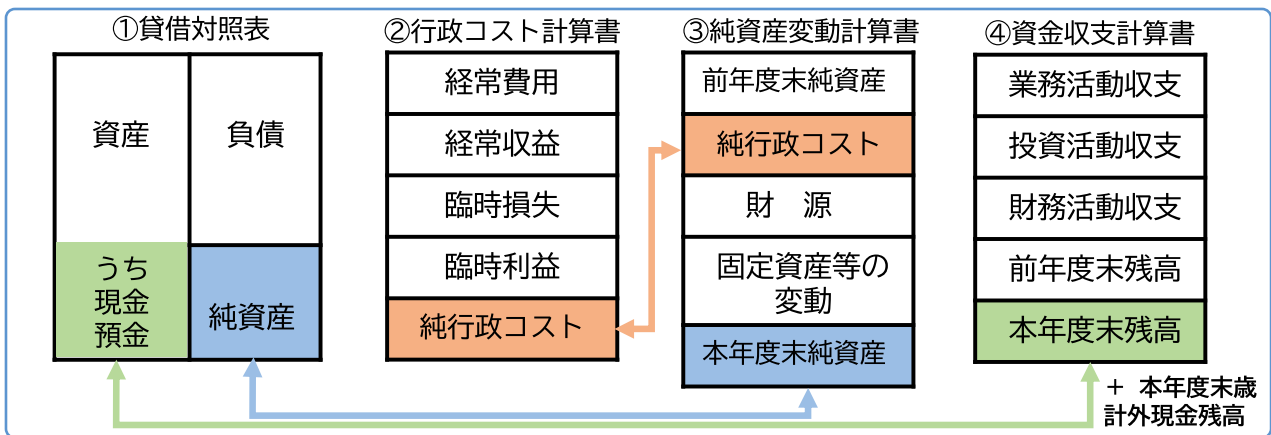 ①貸借対照表
資産
負債
うち
現金
預金
純資産
②行政コスト計算書
経常費用
経常収益
臨時損失
臨時利益
純行政コスト
③純資産変動計算書
前年度末純資産
純行政コスト
財　源
固定資産等の
変動
本年度末純資産
④資金収支計算書
業務活動収支
投資活動収支
財務活動収支
前年度末残高
本年度末残高
＋ 本年度末歳
計外現金残高